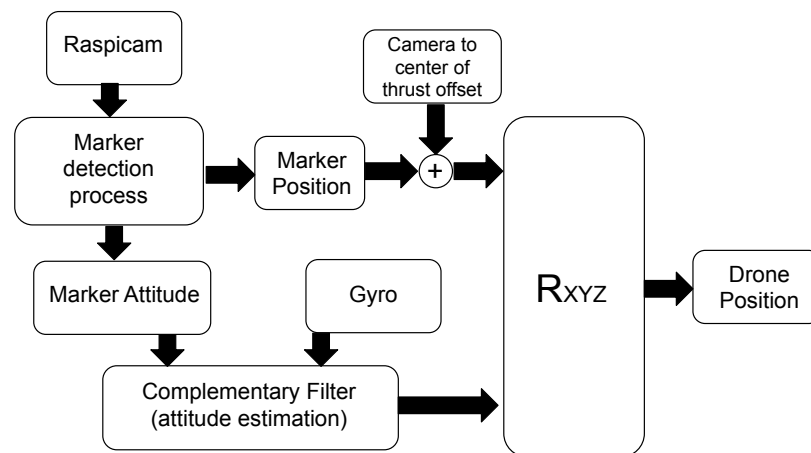 Raspicam
Camera to
center of
thrust offset
Marker
detection
process
Marker
Position
+
Marker Attitude
Gyro
RXYZ
Drone
Position
Complementary Filter
(attitude estimation)